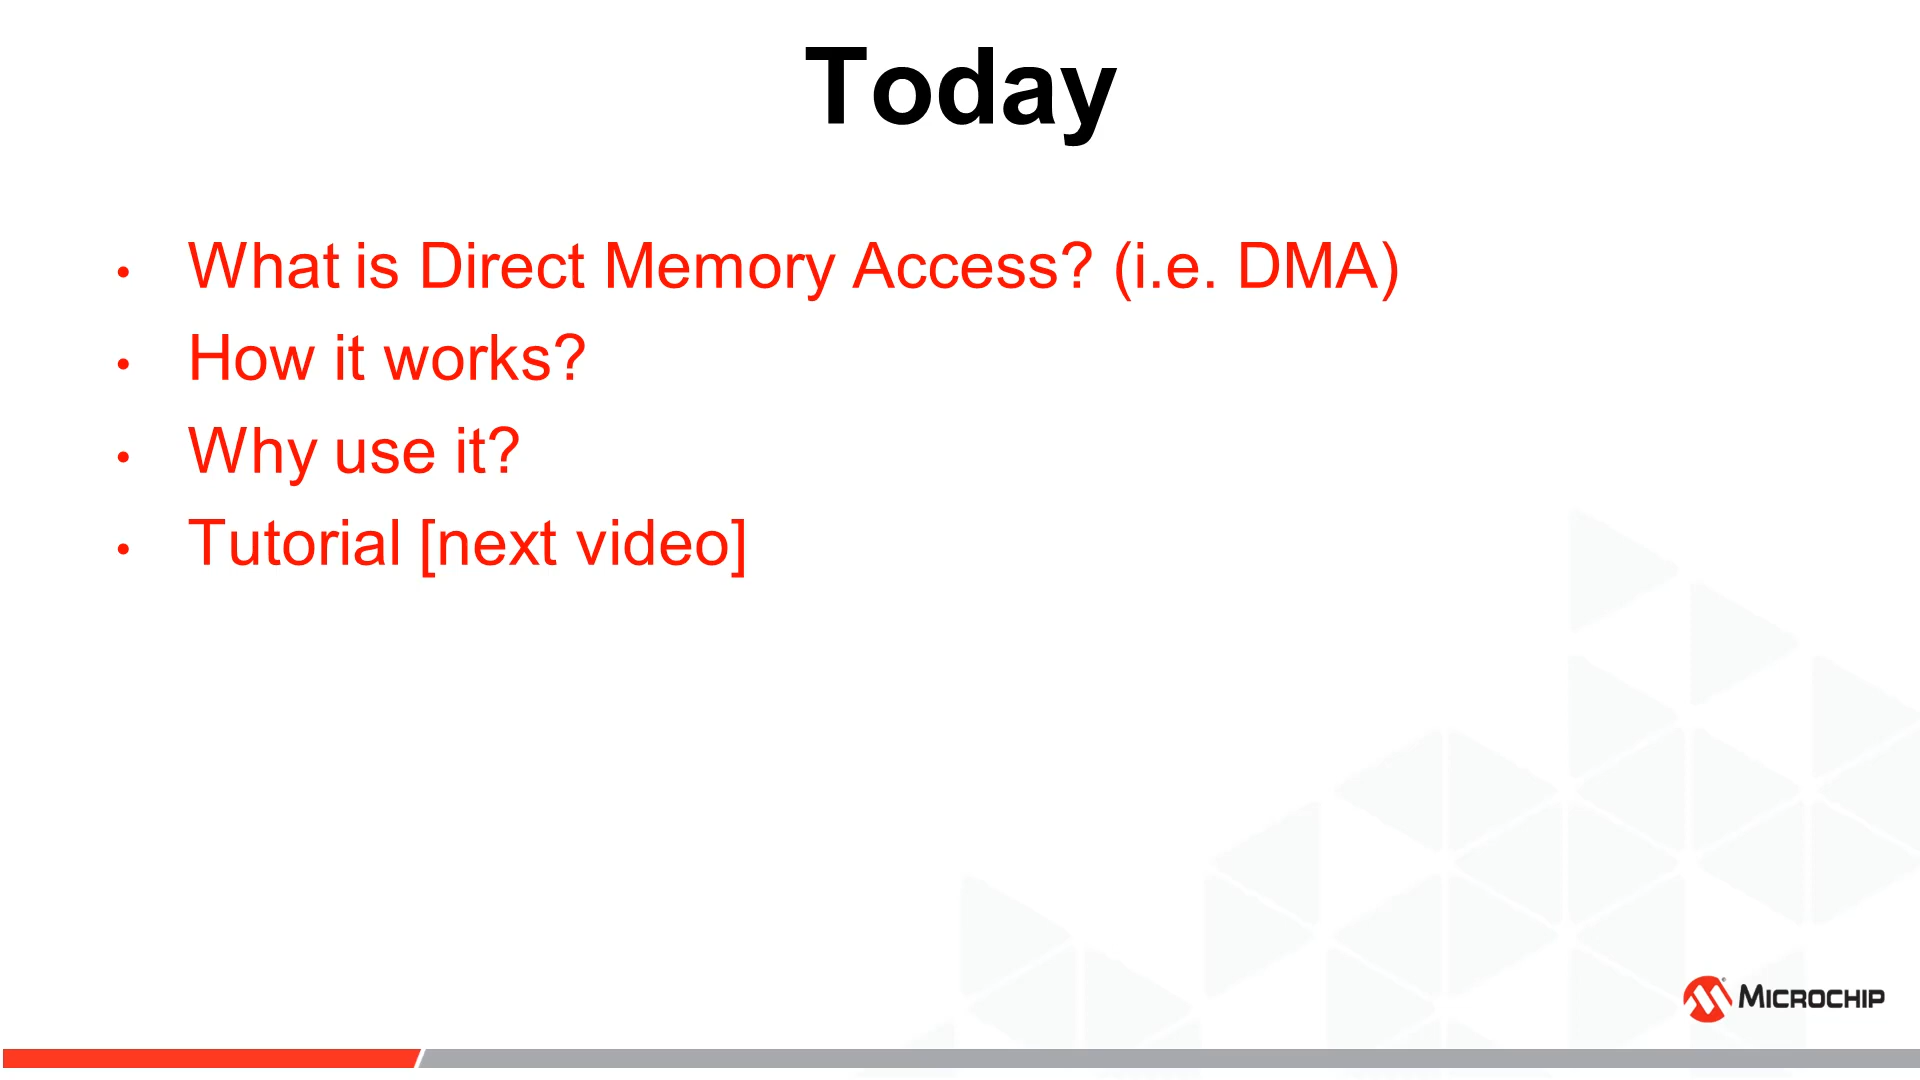 Today
• What is Direct Memory Access? (i.e. DMA)
• How it works?
• Why use it?
• Tutorial [next video]
MICROCHIP